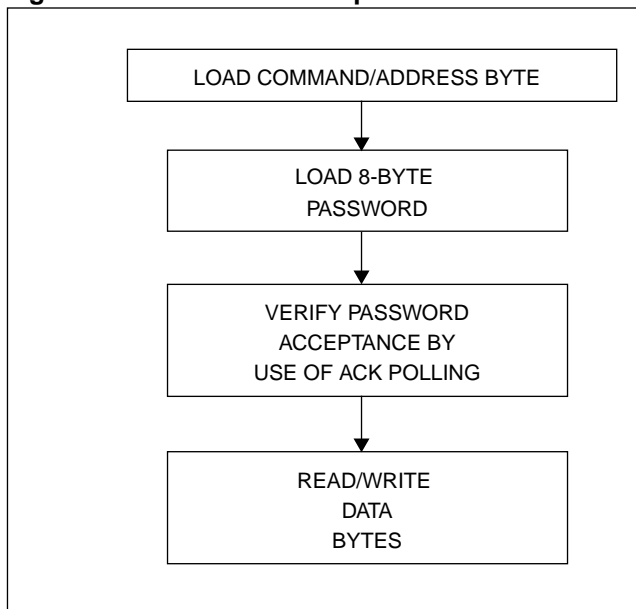 LOAD COMMAND/ADDRESS BYTE
LOAD 8-BYTE
PASSWORD
VERIFY PASSWORD
ACCEPTANCE BY
USE OF ACK POLLING
READ/WRITE
DATA
BYTES